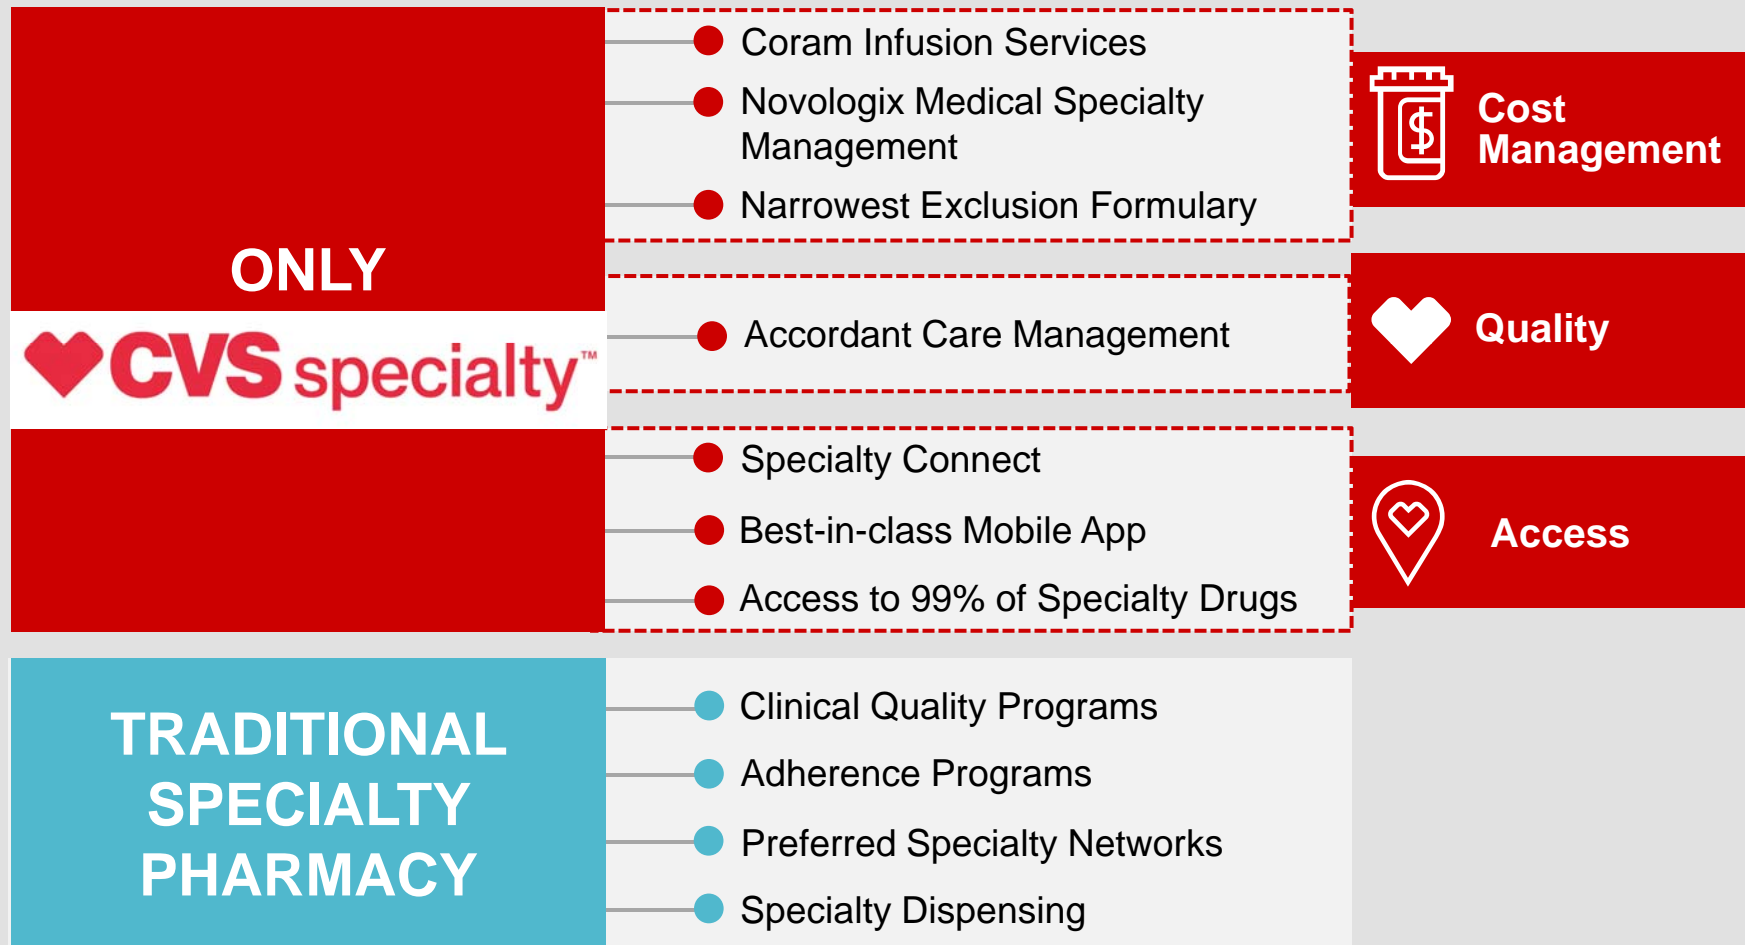 ONLY
CVS specialty™
Coram Infusion Services
Novologix Medical Specialty
Management
Narrowest Exclusion Formulary
$
Cost
Management
Accordant Care Management
Quality
Specialty Connect
Best-in-class Mobile App
Access to 99% of Specialty Drugs
Access
TRADITIONAL
SPECIALTY
PHARMACY
Clinical Quality Programs
Adherence Programs
Preferred Specialty Networks
Specialty Dispensing